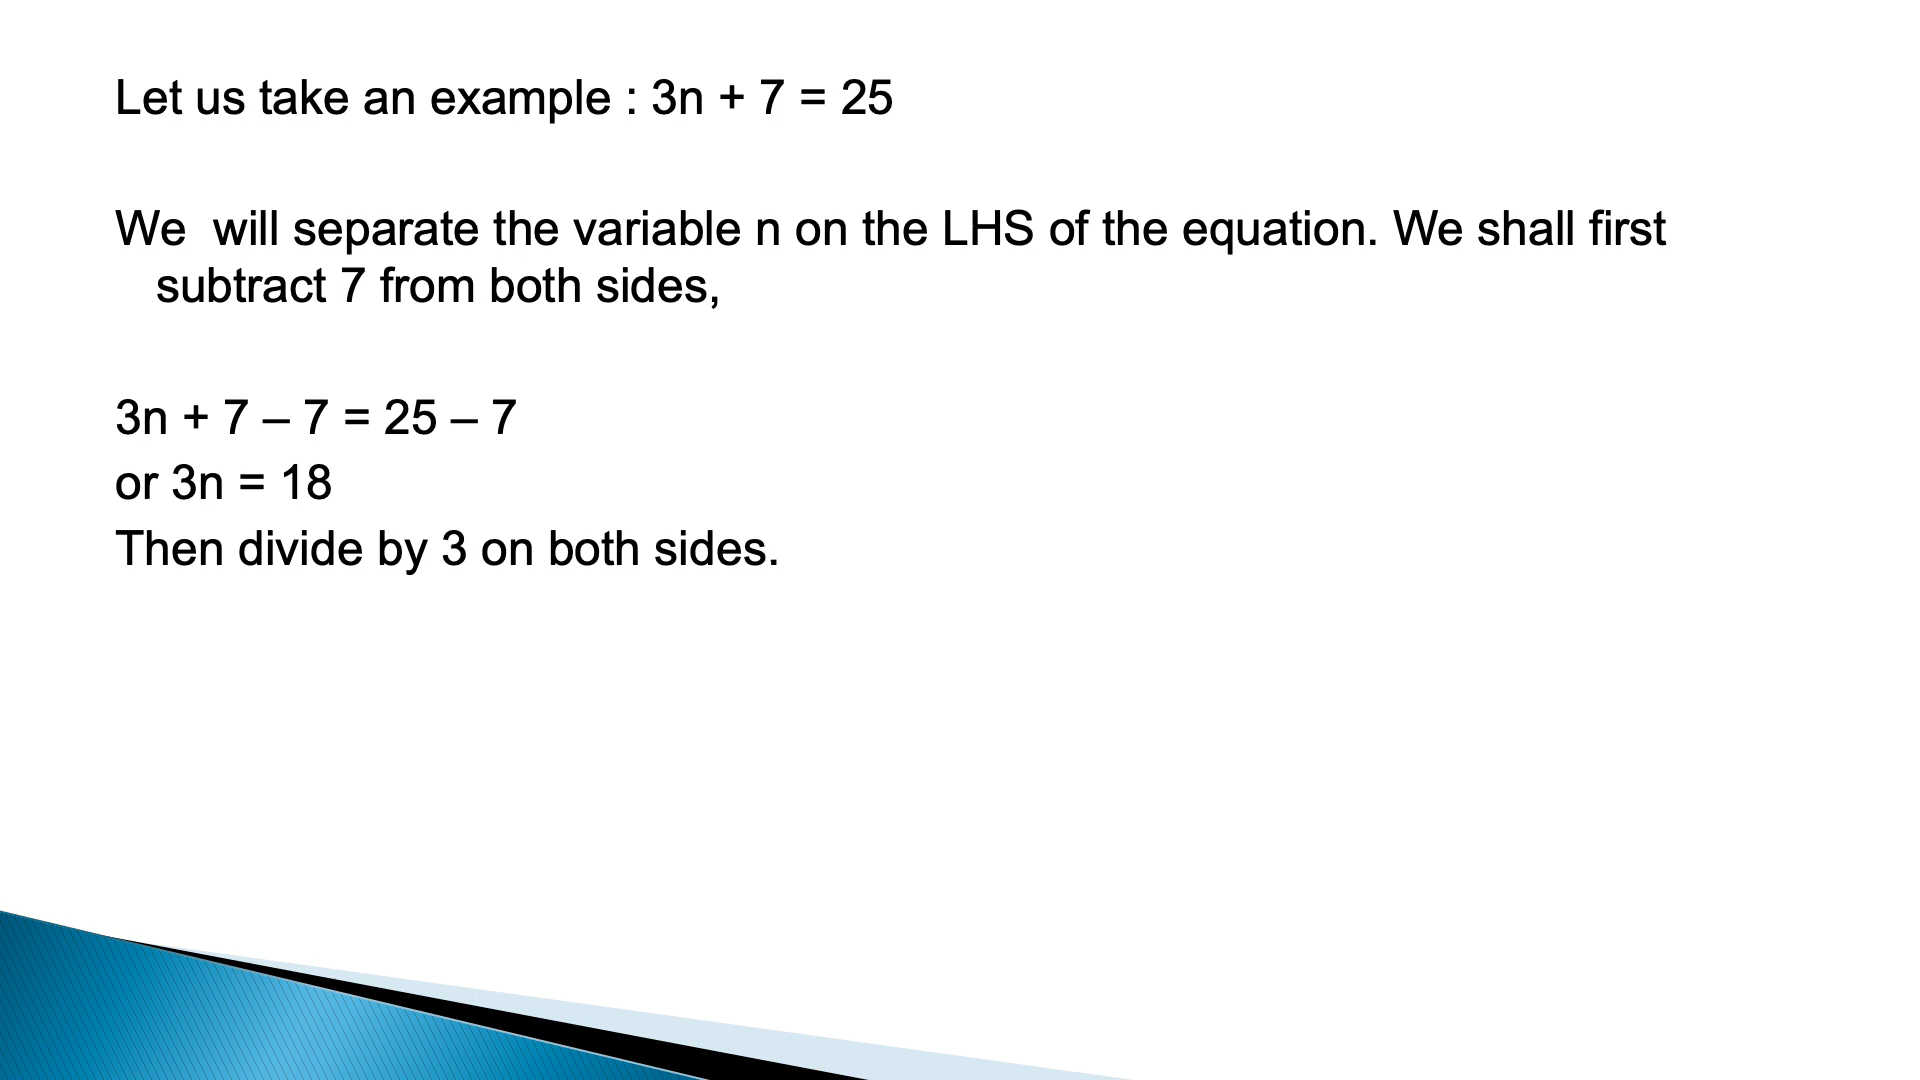 Let us take an example : 3n + 7 = 25
We  will separate the variable n on the LHS of the equation. We shall first
subtract 7 from both sides,
3n + 7 – 7 = 25 – 7
or 3n = 18
Then divide by 3 on both sides.